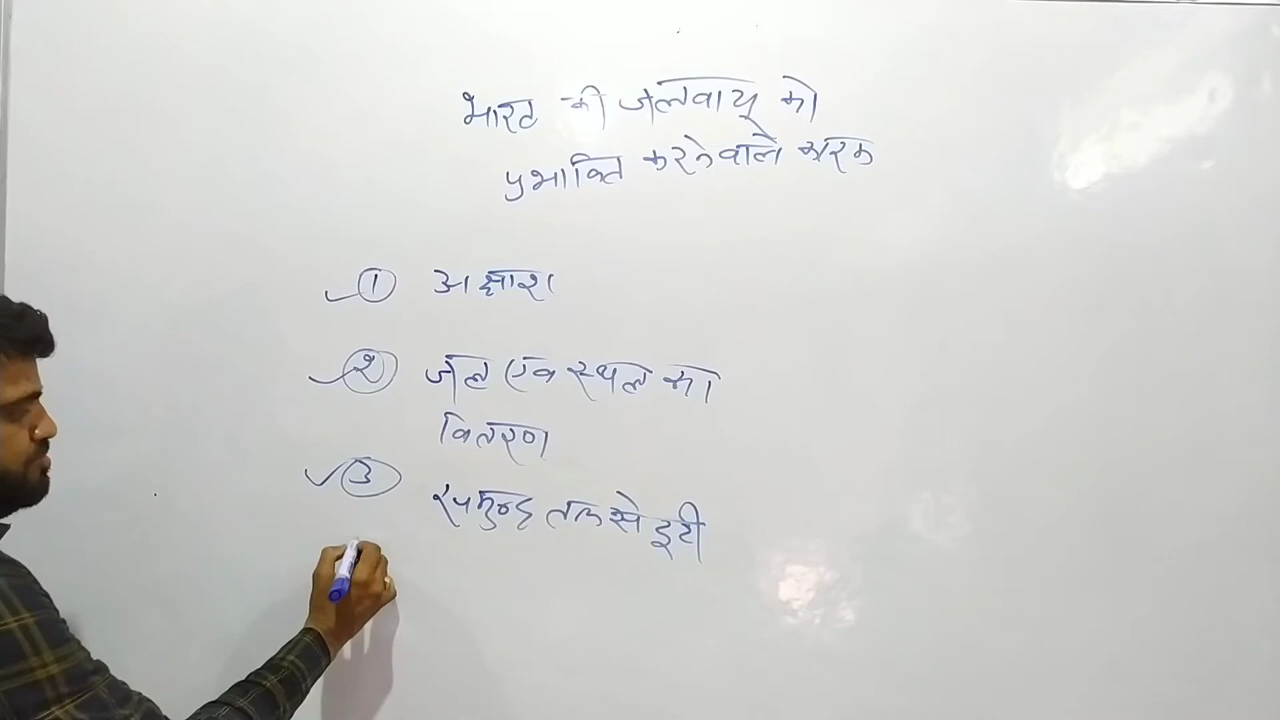 भारत की जलवायु को
प्रभावित करने वाले कारक
① अक्षाश
② जल एव स्थल का
वितरण
③ समुन्द्र तल से दुरी